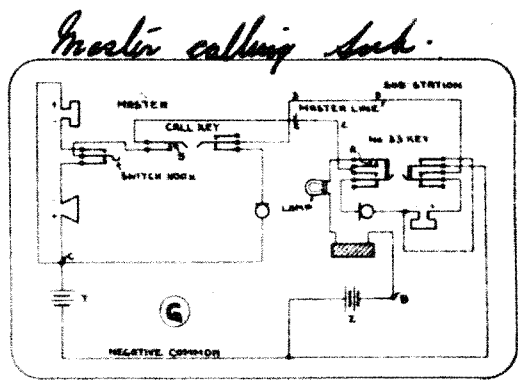 Master calling Sub.
SUB STATION
MASTER
MASTER LINE
CALL KEY
No 33 KEY
SWITCH HOOK
LAMP
C
Y
G
B
Z
NEGATIVE COMMON